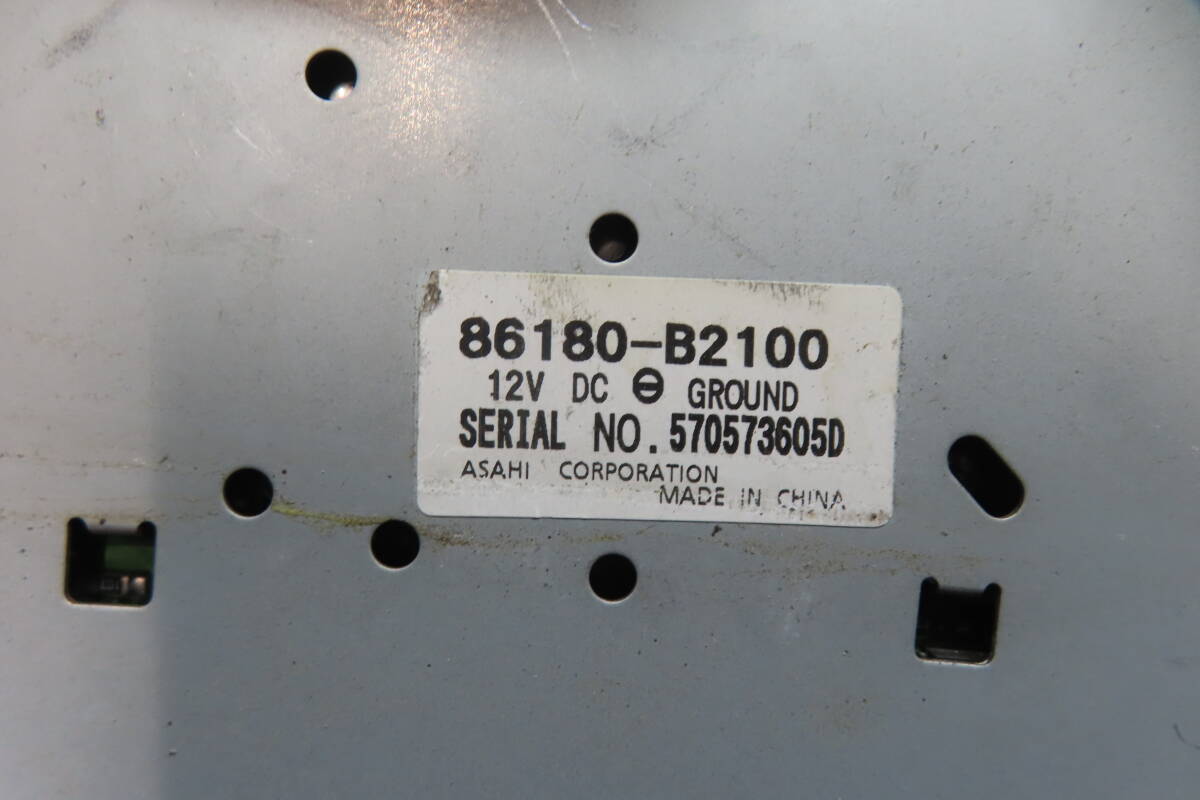 86180-B2100
12V DC ⊖ GROUND
SERIAL NO. 570573605D
ASAHI CORPORATION
MADE IN CHINA